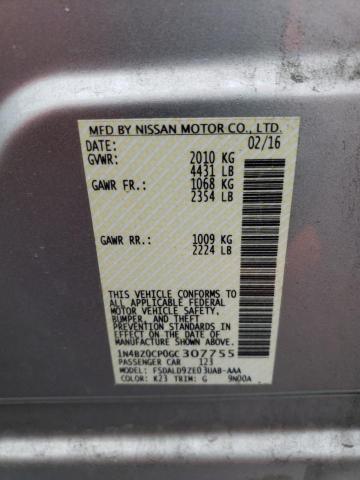 MFD BY NISSAN MOTOR CO., LTD.
DATE: 02/16
GVWR: 2010 KG
4431 LB
GAWR FR.: 1068 KG
2354 LB
GAWR RR.: 1009 KG
2224 LB
THIS VEHICLE CONFORMS TO
ALL APPLICABLE FEDERAL
MOTOR VEHICLE SAFETY,
BUMPER, AND THEFT
PREVENTION STANDARDS
IN EFFECT ON THE DATE OF
MANUFACTURE SHOWN ABOVE.
1N4BZ0CP0GC 307755
PASSENGER CAR 123
MODEL: FSDALD9ZE03UAB-AAA
COLOR: K23 TRIM: G 9N00A